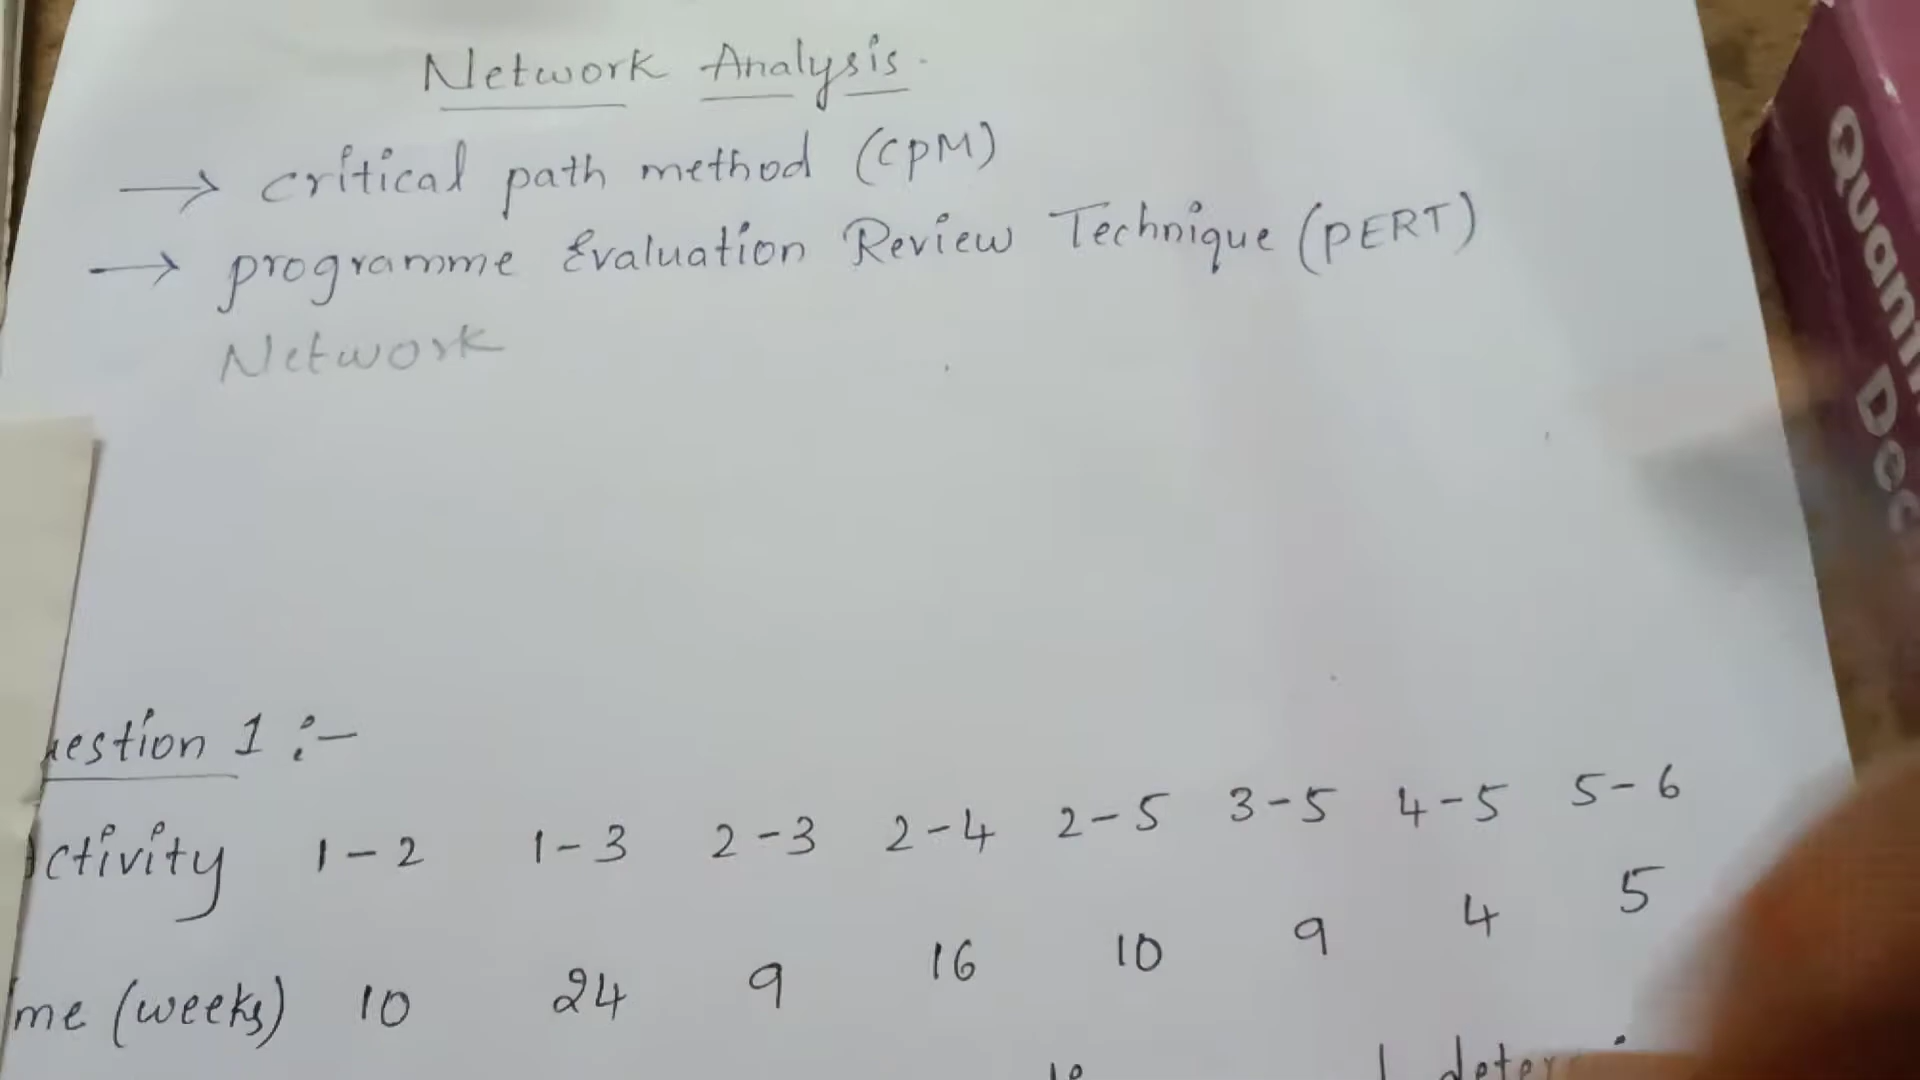 Network Analysis.
→ critical path method (CPM)
→ programme Evaluation Review Technique (PERT)
Network
uestion 1 :-
Activity 1-2 1-3 2-3 2-4 2-5 3-5 4-5 5-6
me (weeks) 10 24 9 16 10 9 4 5